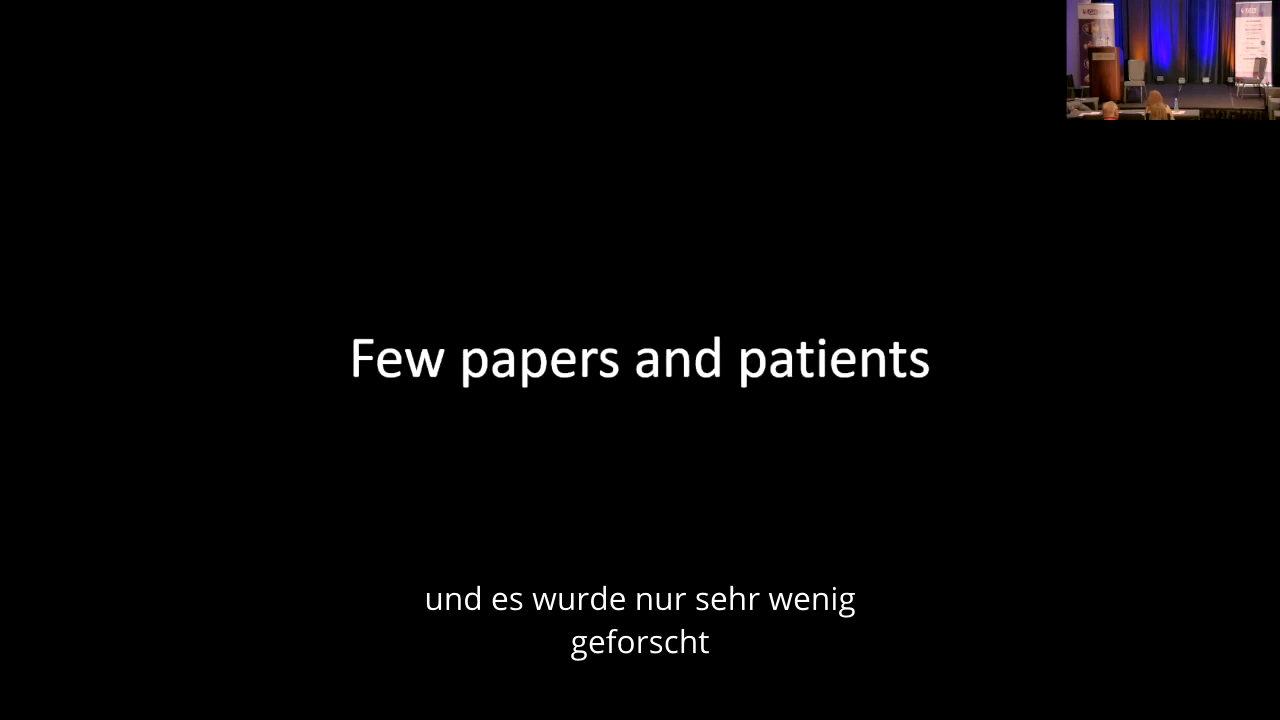 Few papers and patients
und es wurde nur sehr wenig
geforscht